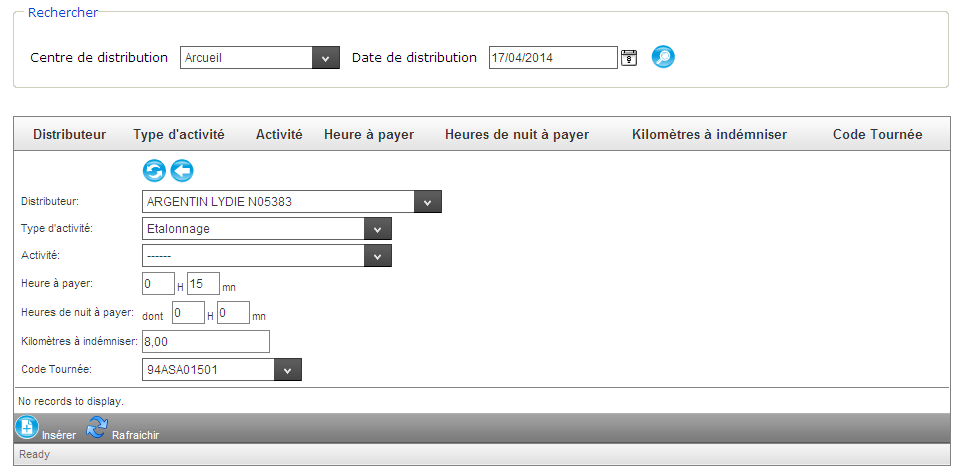 Rechercher
Centre de distribution Arcueil Date de distribution 17/04/2014
Distributeur Type d'activité Activité Heure à payer Heures de nuit à payer Kilomètres à indémniser Code Tournée
Distributeur: ARGENTIN LYDIE N05383
Type d'activité: Etalonnage
Activité: ------
Heure à payer: 0 H 15 mn
Heures de nuit à payer: dont 0 H 0 mn
Kilomètres à indémniser: 8,00
Code Tournée: 94ASA01501
No records to display.
Insérer Rafraichir
Ready